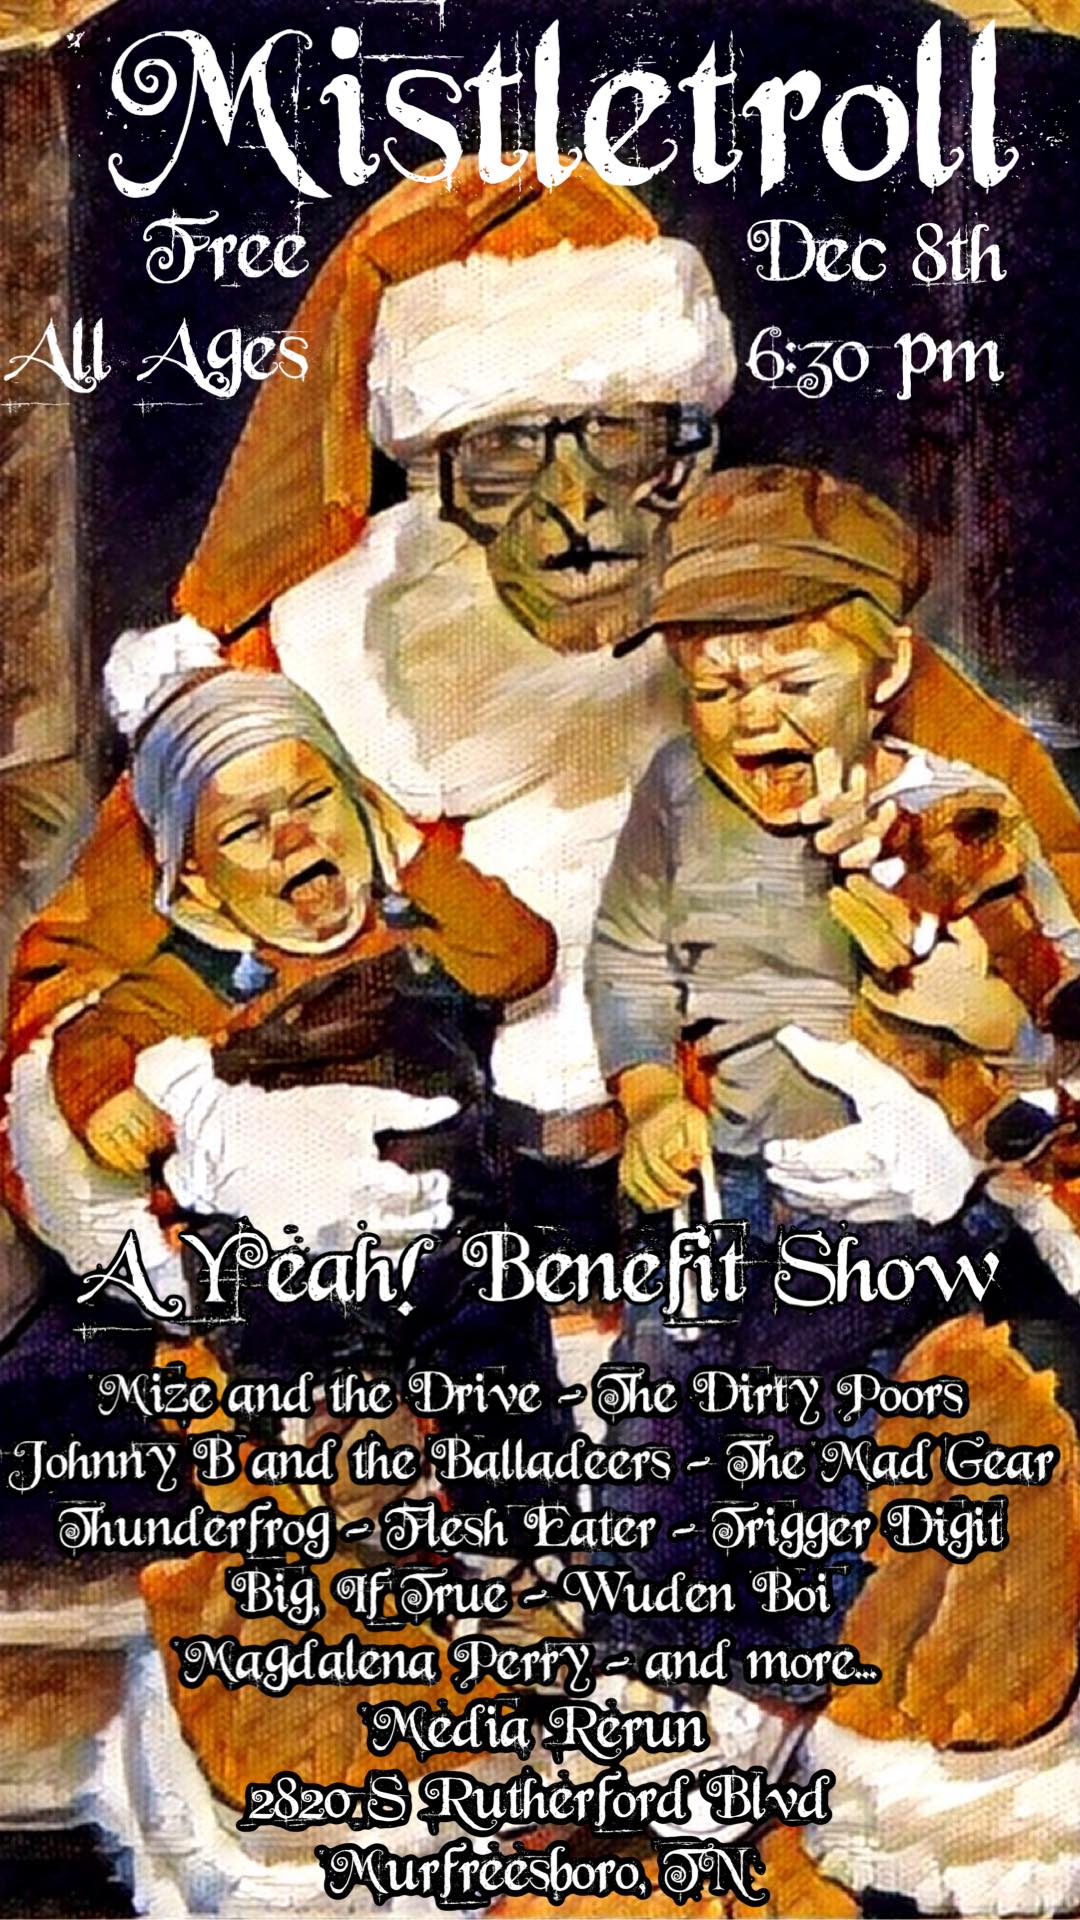 Mistletroll
Free
Dec 8th
All Ages
6:30 pm
A Yeah! Benefit Show
Mize and the Drive - The Dirty Poors
Johnny B and the Balladeers - The Mad Gear
Thunderfrog - Flesh Eater - Trigger Digit
Big, If True - Wuden Boi
Magdalena Perry - and more...
Media Rerun
2820 S Rutherford Blvd
Murfreesboro, TN